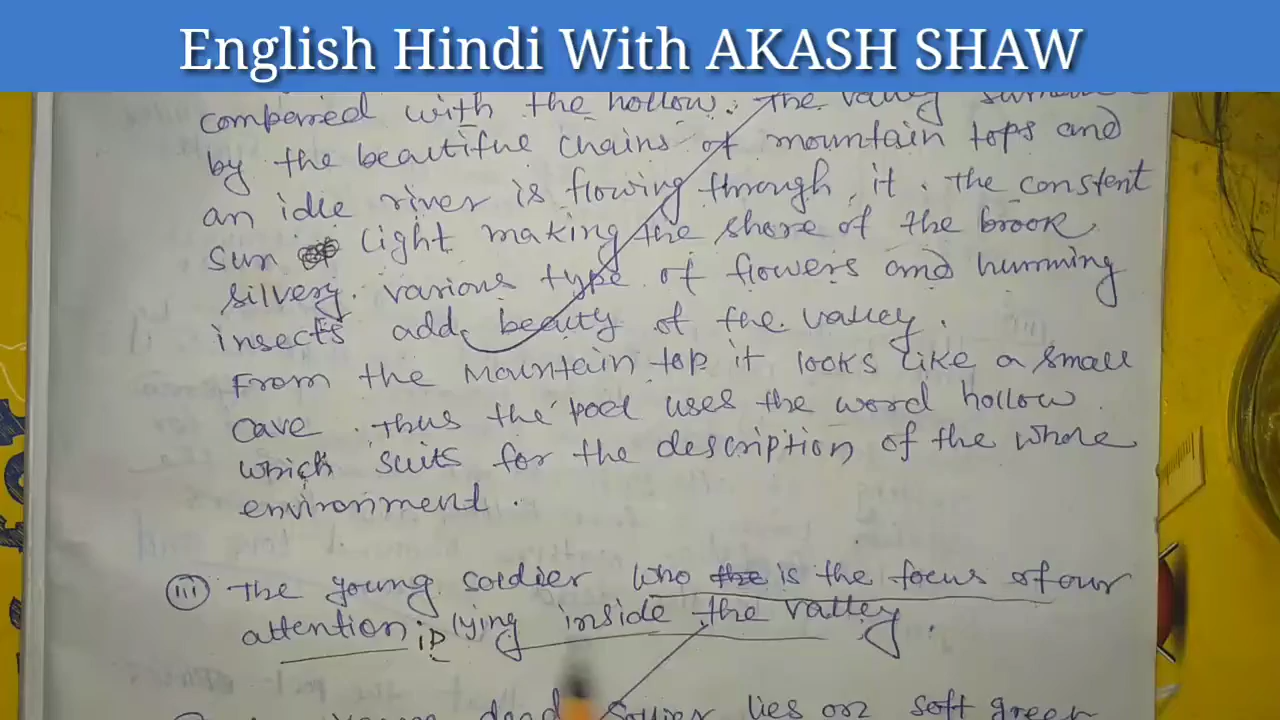 English Hindi With AKASH SHAW
comperred with the hollow. The valley
by the beautifue chains of mountain tops and
an idle river is flowing through it. the constent
sun light making the shore of the brook.
silvery. various type of flowers and humming
insects add beauty of the valley.
From the mountain top it looks like a small
cave. Thus the poet uses the word hollow
which suits for the description of the whole
environment.
(iii) The young soldier who the is the focus of our
attention is lying inside the valley.
dead soldier lies on soft green